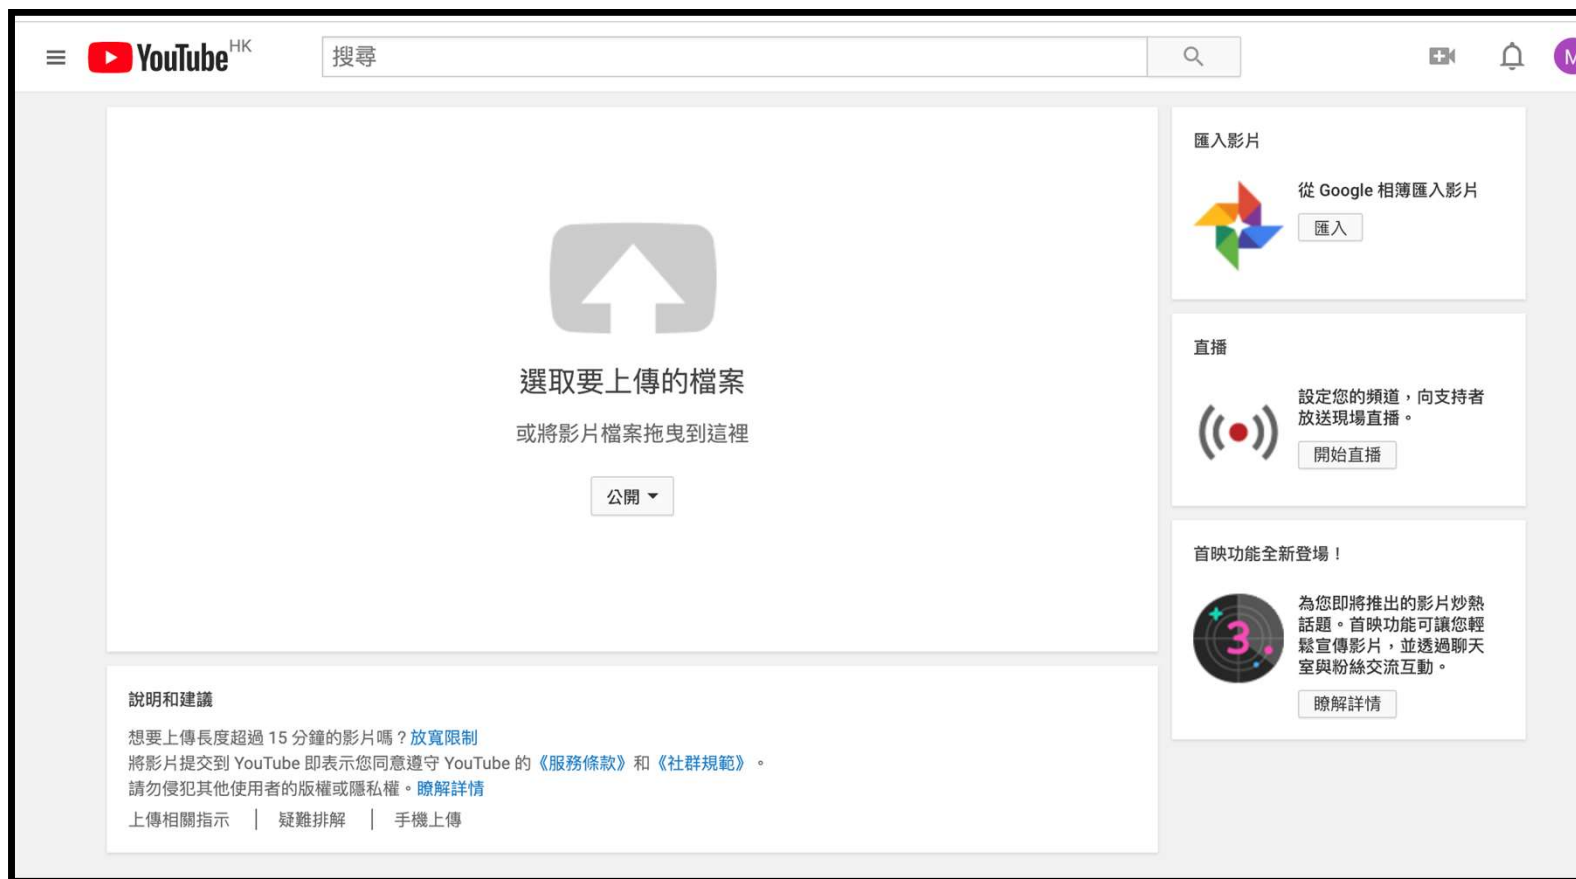 YouTube HK
搜尋
M
選取要上傳的檔案
或將影片檔案拖曳到這裡
公開
說明和建議
想要上傳長度超過 15 分鐘的影片嗎？放寬限制
將影片提交到 YouTube 即表示您同意遵守 YouTube 的《服務條款》和《社群規範》。
請勿侵犯其他使用者的版權或隱私權。瞭解詳情
上傳相關指示 | 疑難排解 | 手機上傳
匯入影片
從 Google 相簿匯入影片
匯入
直播
設定您的頻道，向支持者
放送現場直播。
開始直播
首映功能全新登場！
3
為您即將推出的影片炒熱
話題。首映功能可讓您輕
鬆宣傳影片，並透過聊天
室與粉絲交流互動。
瞭解詳情